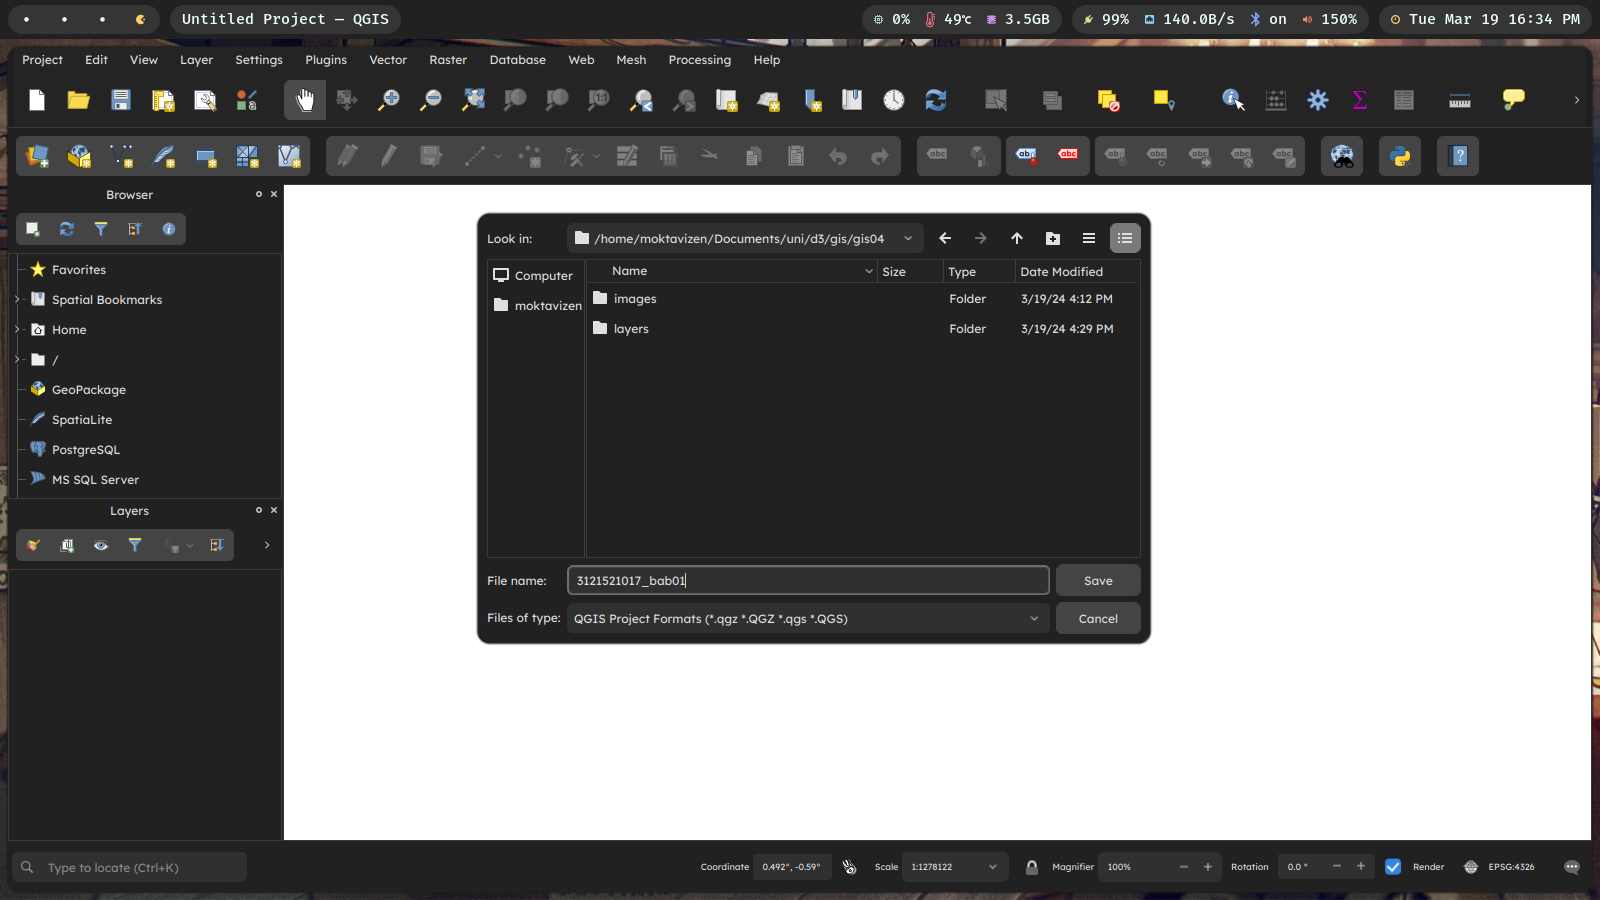 Untitled Project — QGIS
0% 49℃ 3.5GB
99% 140.0B/s on 150%
Tue Mar 19 16:34 PM
Project Edit View Layer Settings Plugins Vector Raster Database Web Mesh Processing Help
Browser
Favorites
Spatial Bookmarks
Home
/
GeoPackage
SpatiaLite
PostgreSQL
MS SQL Server
Layers
Look in: /home/moktavizen/Documents/uni/d3/gis/gis04
Computer
moktavizen
Name Size Type Date Modified
images Folder 3/19/24 4:12 PM
layers Folder 3/19/24 4:29 PM
File name: 3121521017_bab01 Save
Files of type: QGIS Project Formats (*.qgz *.QGZ *.qgs *.QGS) Cancel
Type to locate (Ctrl+K)
Coordinate 0.492°, -0.59° Scale 1:1278122 Magnifier 100% Rotation 0.0 ° Render EPSG:4326